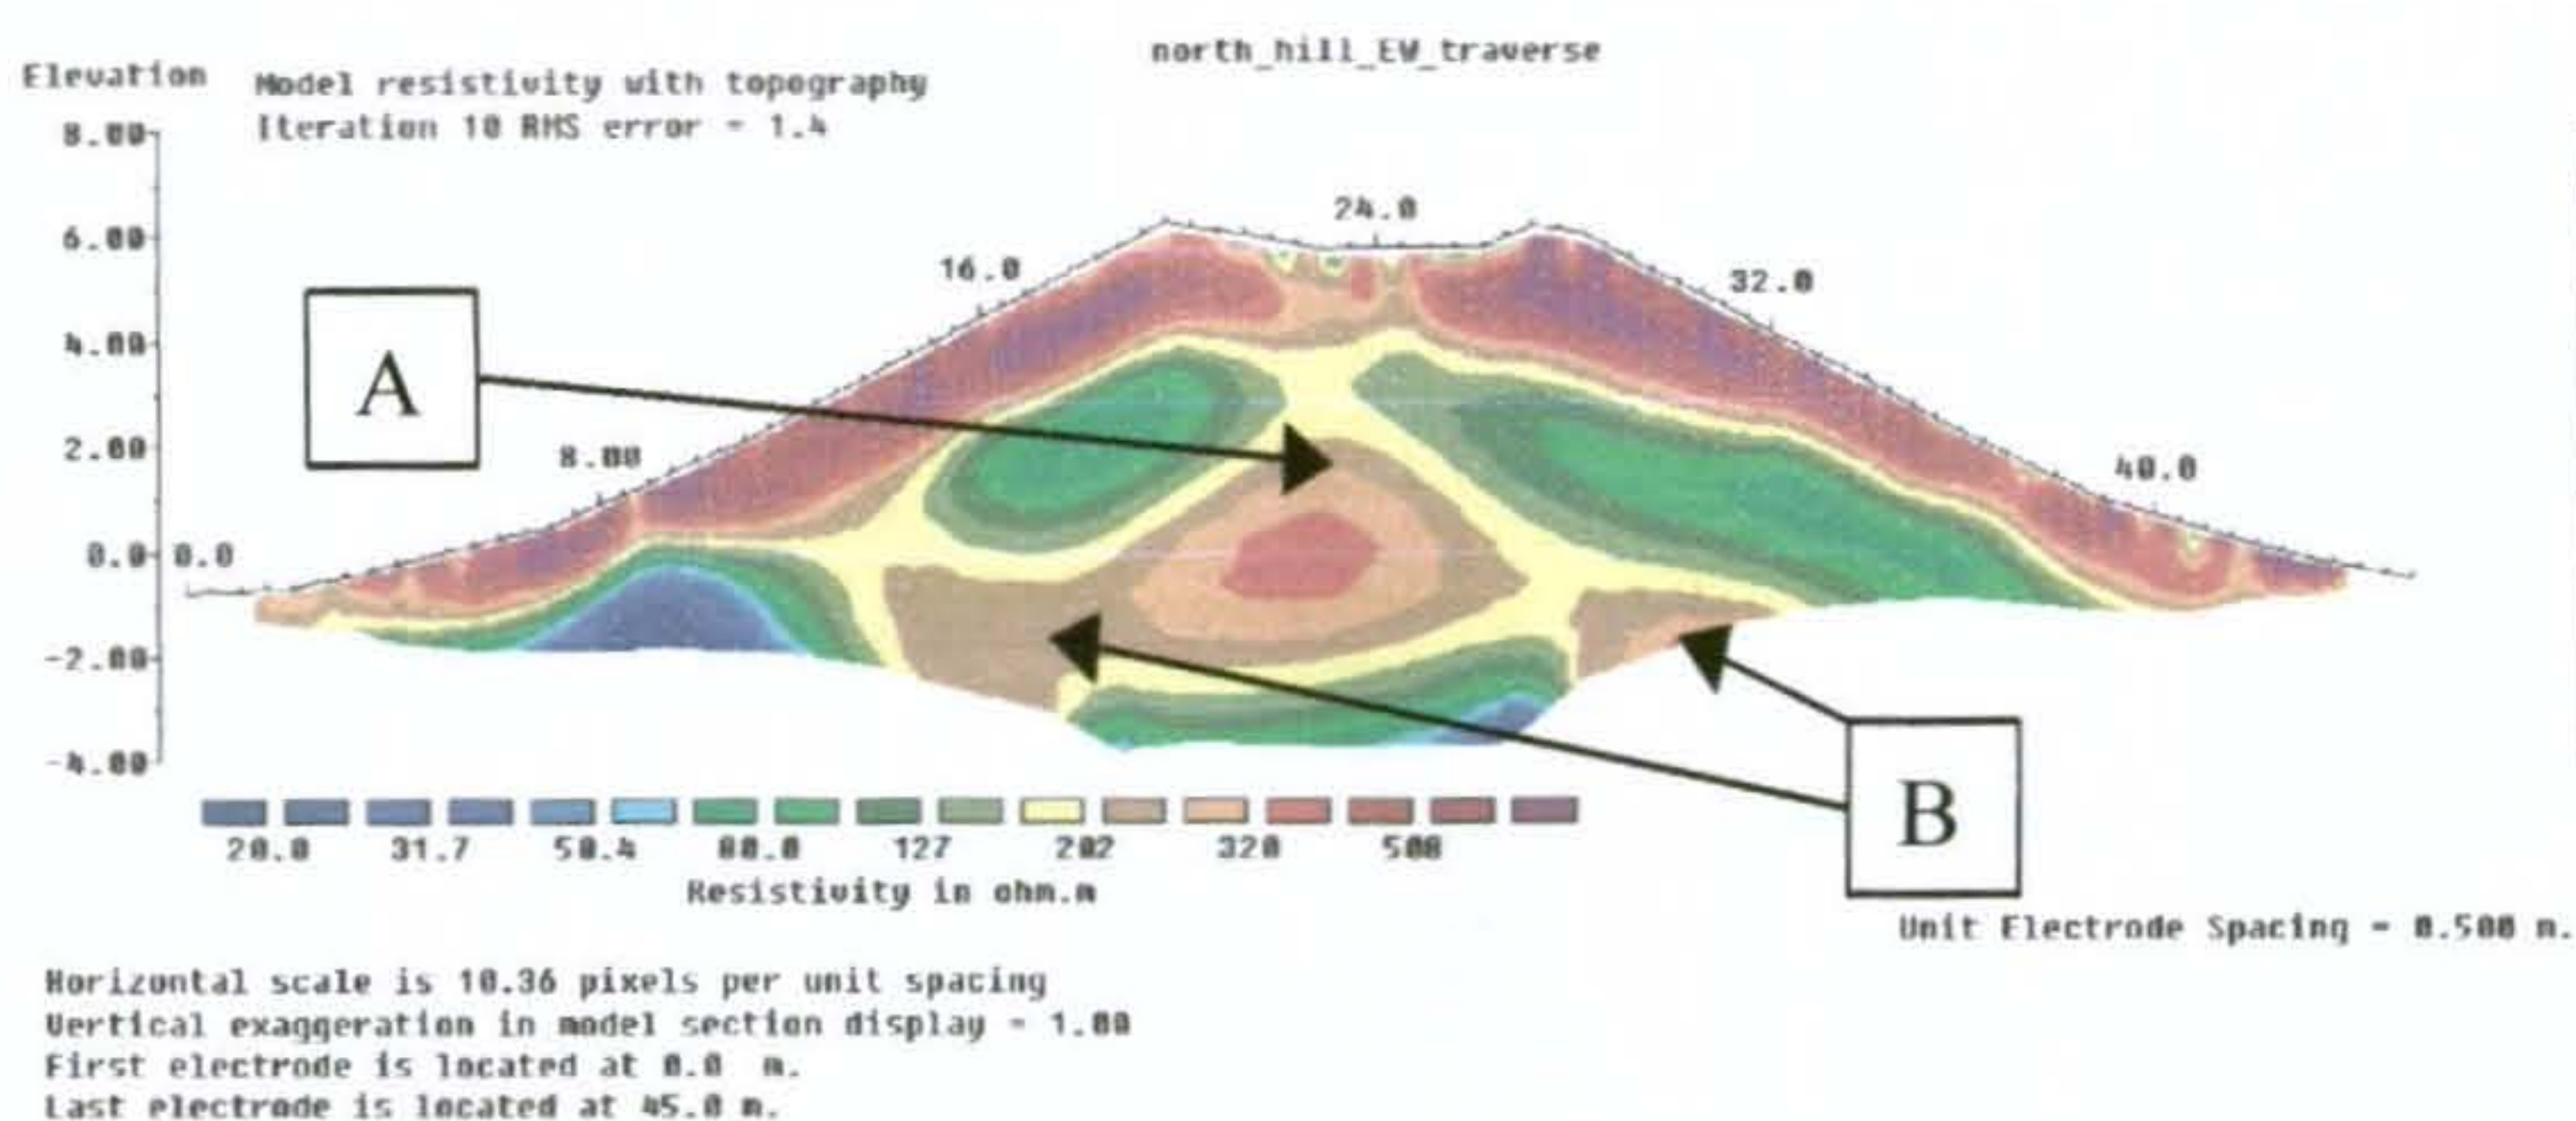 north_hill_EW_traverse
Elevation
Model resistivity with topography
Iteration 10 RMS error = 1.4
8.00
6.00
4.00
2.00
0.0
-2.00
-4.00
0.0
8.00
16.0
24.0
32.0
40.0
A
B
20.0 31.7 50.4 80.0 127 202 320 508
Resistivity in ohm.m
Unit Electrode Spacing = 0.500 m.
Horizontal scale is 10.36 pixels per unit spacing
Vertical exaggeration in model section display = 1.00
First electrode is located at 0.0 m.
Last electrode is located at 45.0 m.